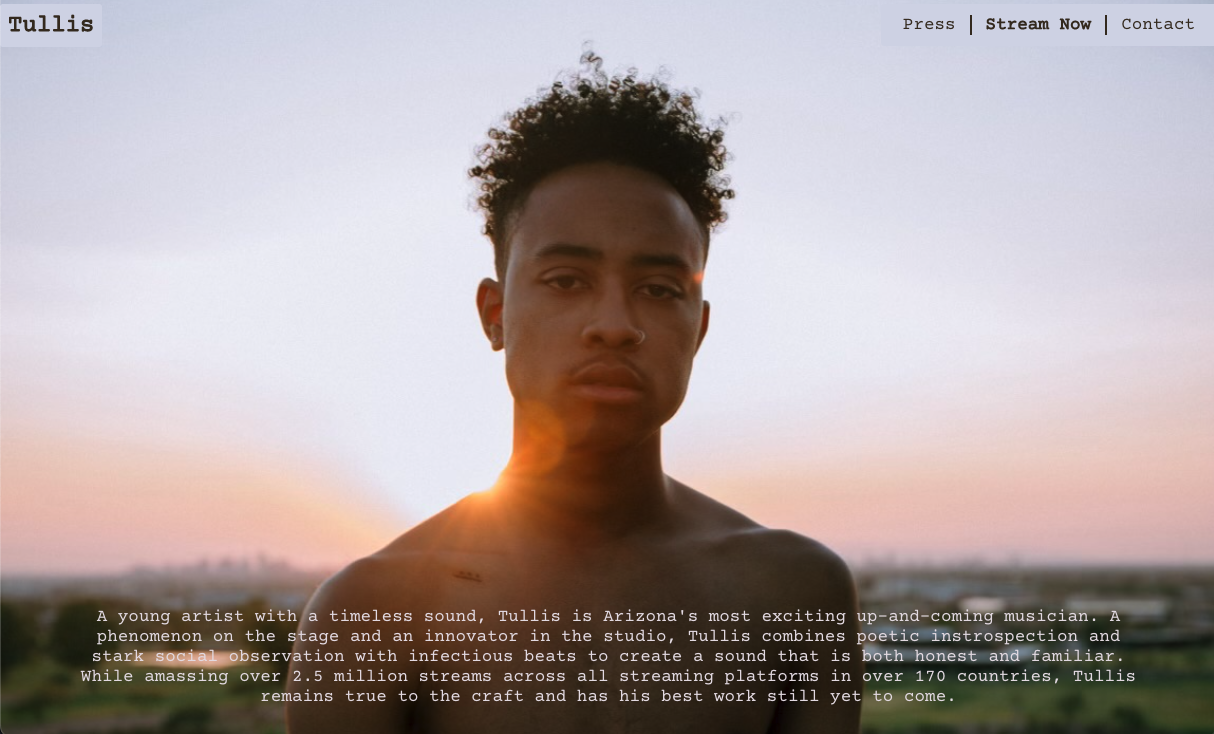 Tullis
Press | Stream Now | Contact
A young artist with a timeless sound, Tullis is Arizona's most exciting up-and-coming musician. A
phenomenon on the stage and an innovator in the studio, Tullis combines poetic instrospection and
stark social observation with infectious beats to create a sound that is both honest and familiar.
While amassing over 2.5 million streams across all streaming platforms in over 170 countries, Tullis
remains true to the craft and has his best work still yet to come.